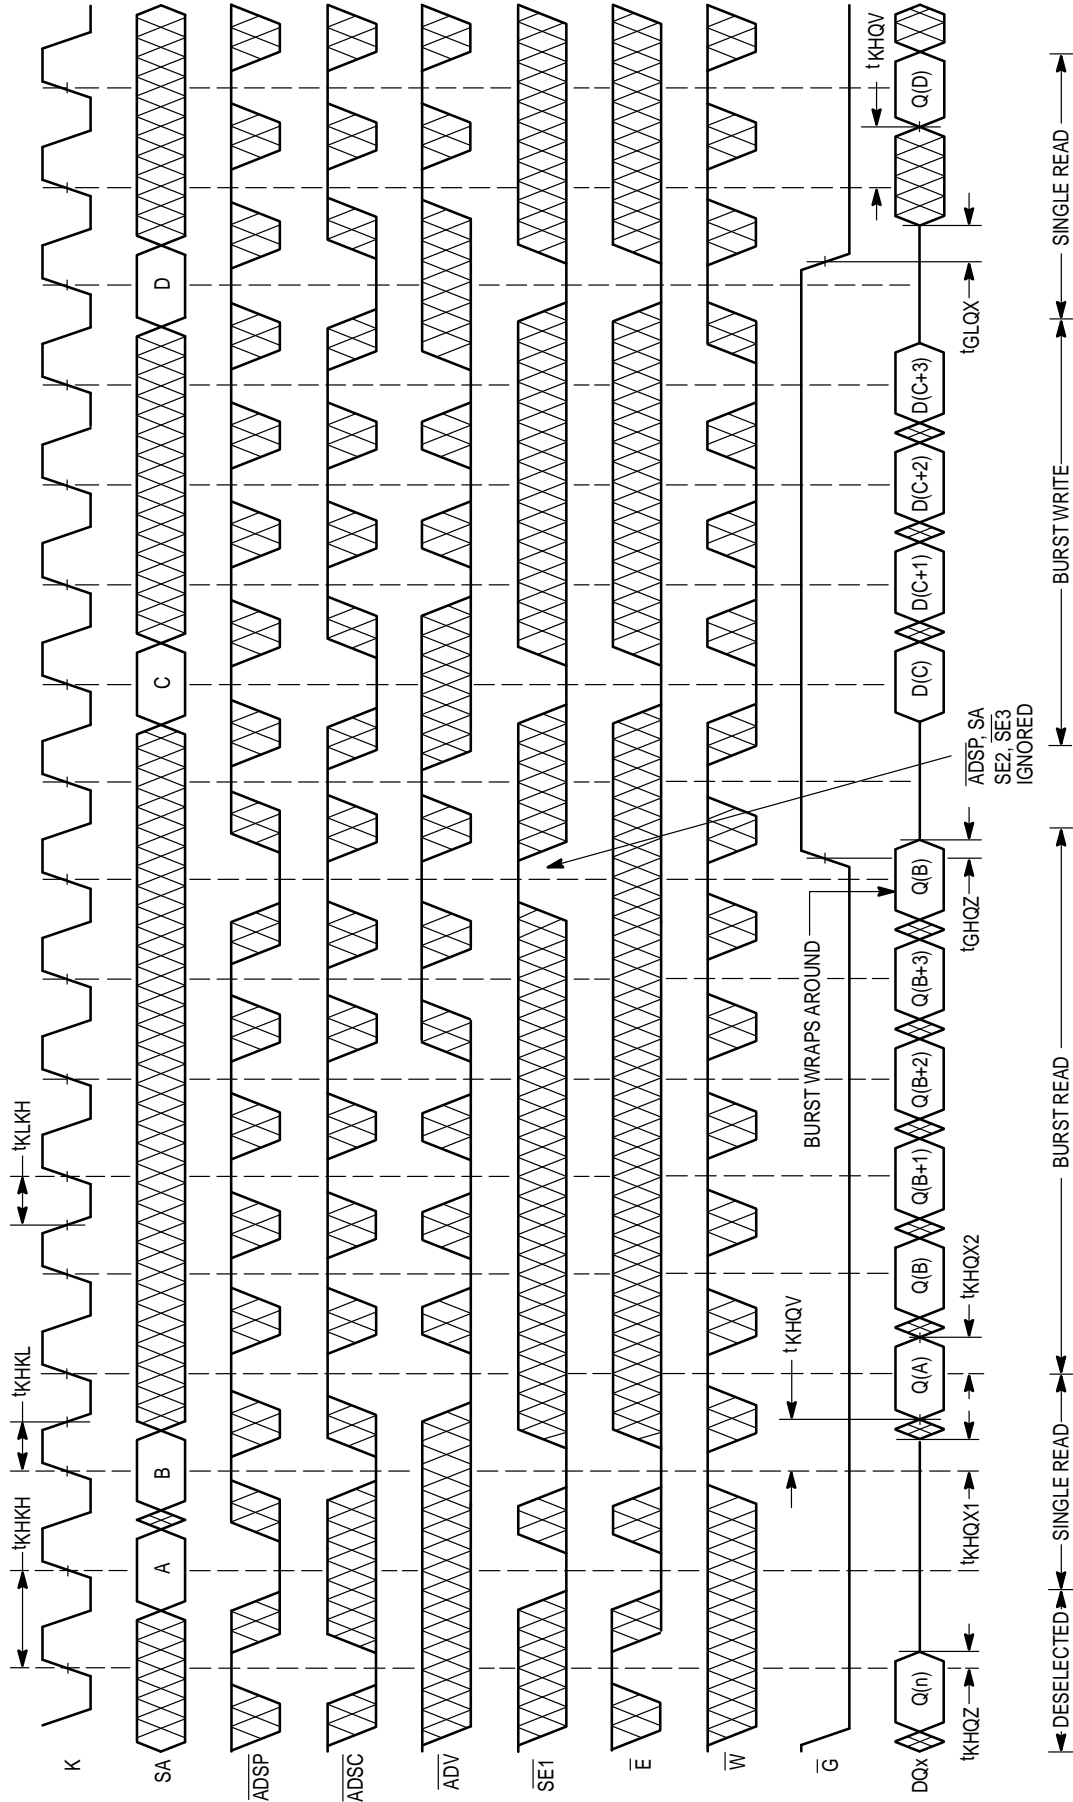 K
tKHKH
tKHKL
tKLKH
SA
A
B
C
D
ADSP
ADSC
ADV
SE1
E
W
G
tKHQV
BURST WRAPS AROUND
ADSP, SA
SE2, SE3
IGNORED
tKHQV
DQx
Q(n)
Q(A)
Q(B)
Q(B+1)
Q(B+2)
Q(B+3)
Q(B)
D(C)
D(C+1)
D(C+2)
D(C+3)
Q(D)
tKHQZ
tKHQX1
tKHQX2
tGHQZ
tGLQX
DESELECTED
SINGLE READ
BURST READ
BURST WRITE
SINGLE READ